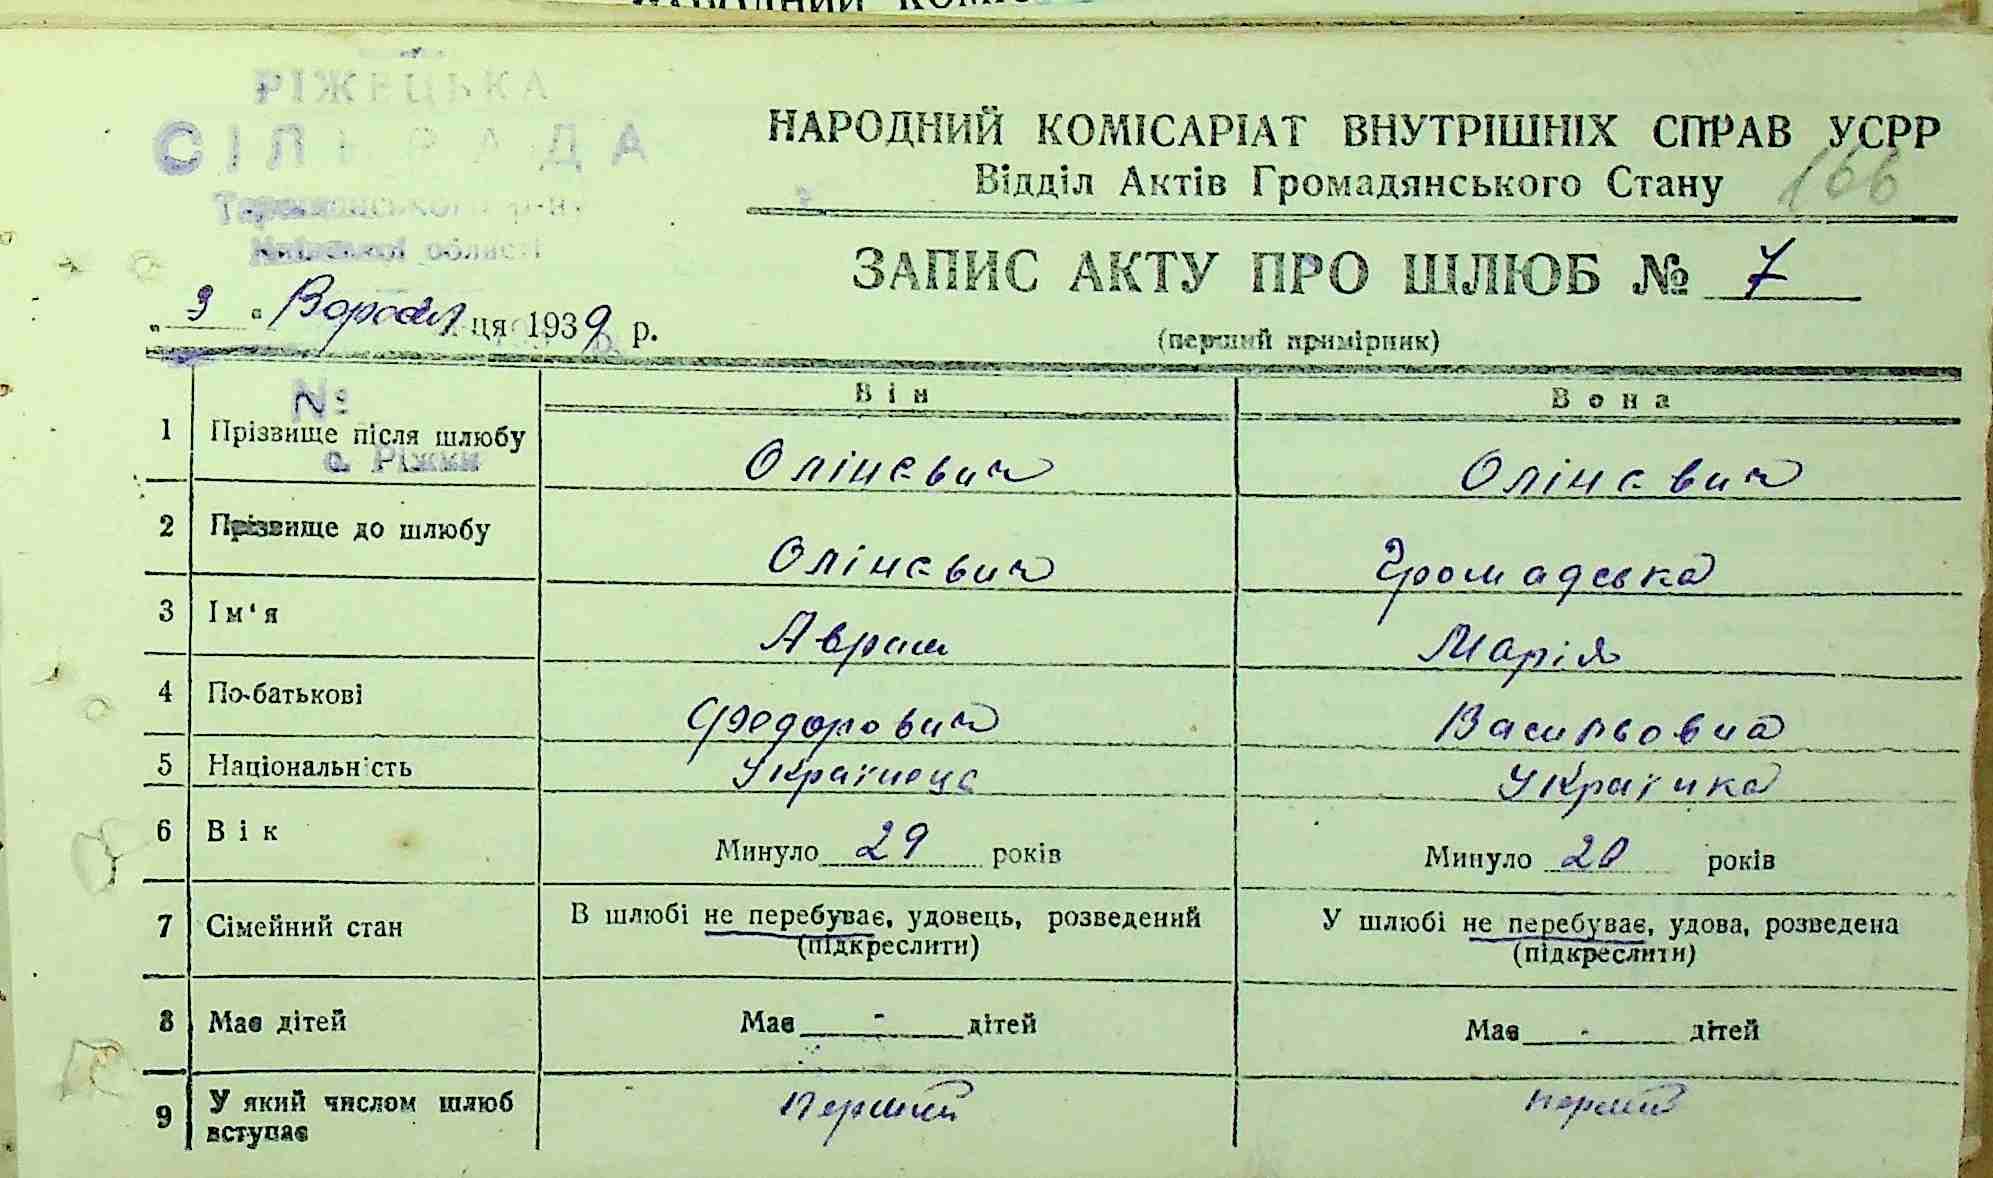 РІЖЕЦЬКА
СІЛЬРАДА
області
НАРОДНИЙ КОМІСАРІАТ ВНУТРІШНІХ СПРАВ УСРР
Відділ Актів Громадянського Стану 166
ЗАПИС АКТУ ПРО ШЛЮБ № 7
(перший примірник)
„ 3 " ця 1939 р.
№
с. Ріжки
Він Вона
1 Прізвище після шлюбу Олінєвич Олінєвич
2 Прізвище до шлюбу Олінєвич Громадська
3 Ім'я Аврам Марія
4 По-батькові Федорович Васильовна
5 Національність Українець Українка
6 Вік Минуло 29 років Минуло 20 років
7 Сімейний стан В шлюбі не перебуває, удовець, розведений У шлюбі не перебуває, удова, розведена
(підкреслити) (підкреслити)
8 Має дітей Має - дітей Має - дітей
9 У який числом шлюб вступає перший перший